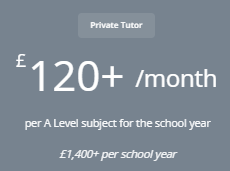 Private Tutor
£120+ /month
per A Level subject for the school year
£1,400+ per school year